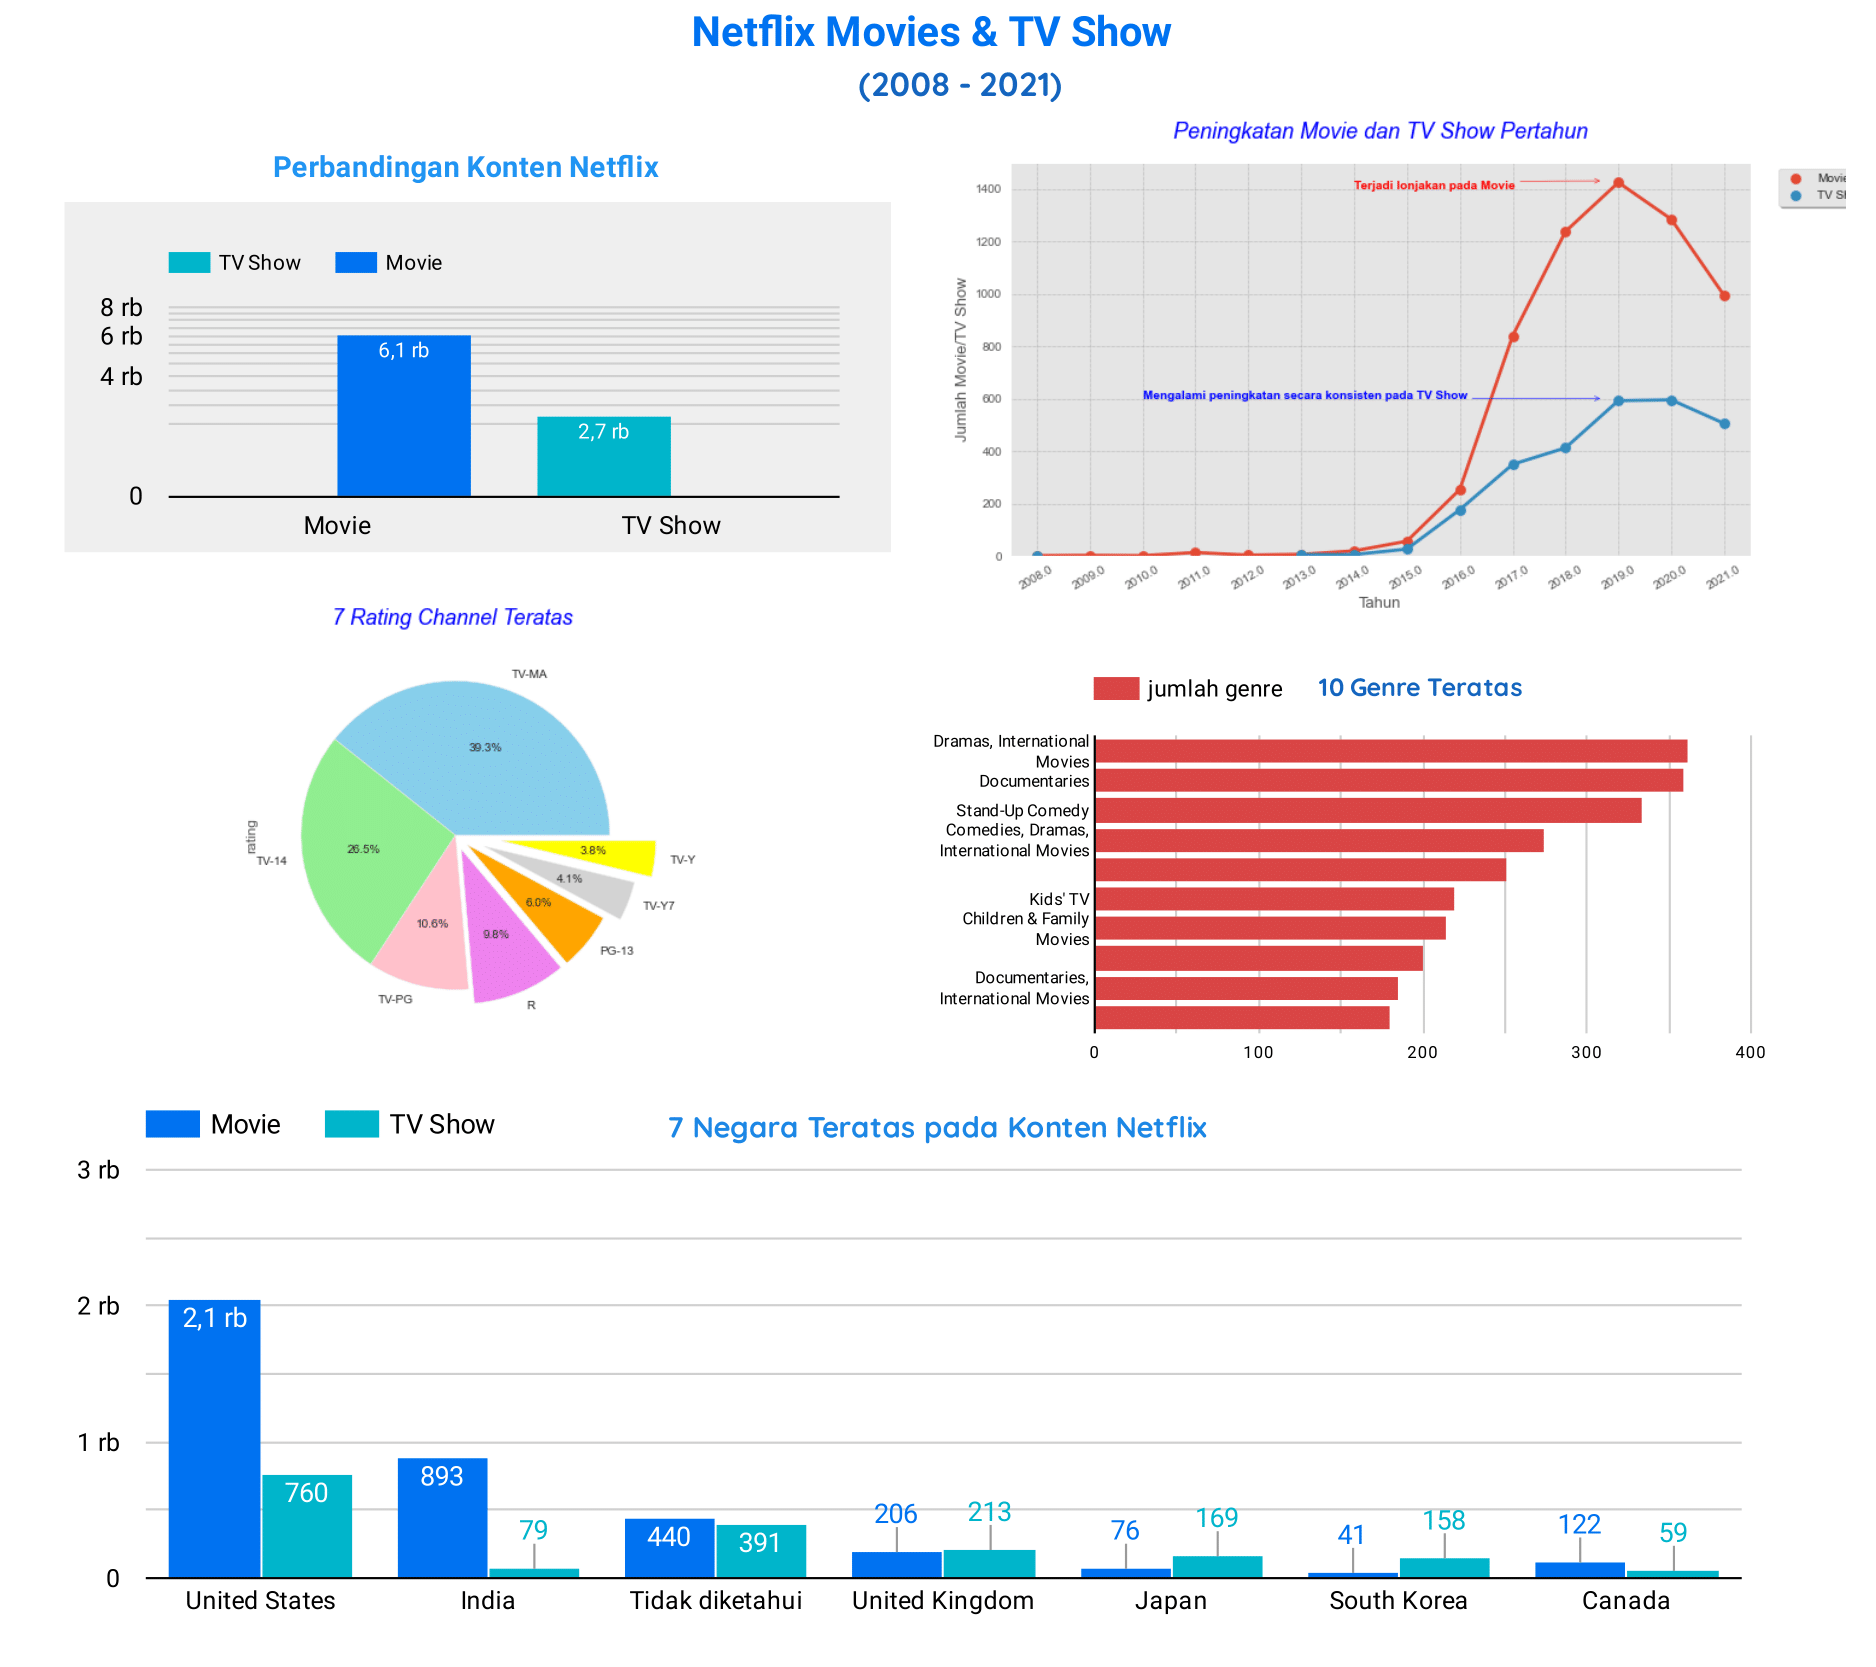 Netflix Movies & TV Show
(2008 - 2021)
Perbandingan Konten Netflix
TV Show
Movie
8 rb
6 rb
4 rb
0
6,1 rb
2,7 rb
Movie
TV Show
Peningkatan Movie dan TV Show Pertahun
Movie
TV Sh
Terjadi lonjakan pada Movie
Mengalami peningkatan secara konsisten pada TV Show
Jumlah Movie/TV Show
1400
1200
1000
800
600
400
200
0
2008.0
2009.0
2010.0
2011.0
2012.0
2013.0
2014.0
2015.0
2016.0
2017.0
2018.0
2019.0
2020.0
2021.0
Tahun
7 Rating Channel Teratas
rating
TV-MA
39.3%
TV-14
26.5%
TV-PG
10.6%
R
9.8%
PG-13
6.0%
TV-Y7
4.1%
TV-Y
3.8%
jumlah genre
10 Genre Teratas
Dramas, International
Movies
Documentaries
Stand-Up Comedy
Comedies, Dramas,
International Movies
Kids' TV
Children & Family
Movies
Documentaries,
International Movies
0
100
200
300
400
Movie
TV Show
7 Negara Teratas pada Konten Netflix
3 rb
2 rb
1 rb
0
2,1 rb
760
893
79
440
391
206
213
76
169
41
158
122
59
United States
India
Tidak diketahui
United Kingdom
Japan
South Korea
Canada